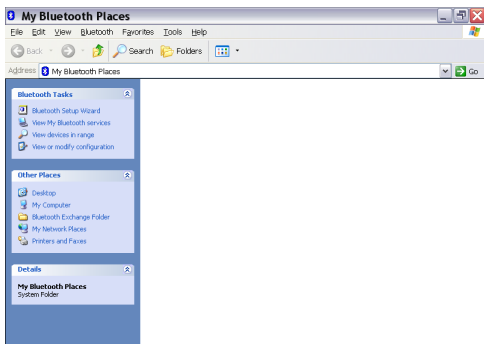 My Bluetooth Places
File Edit View Bluetooth Favorites Tools Help
Back Search Folders
Address My Bluetooth Places Go
Bluetooth Tasks
Bluetooth Setup Wizard
View My Bluetooth services
View devices in range
View or modify configuration
Other Places
Desktop
My Computer
Bluetooth Exchange Folder
My Network Places
Printers and Faxes
Details
My Bluetooth Places
System Folder